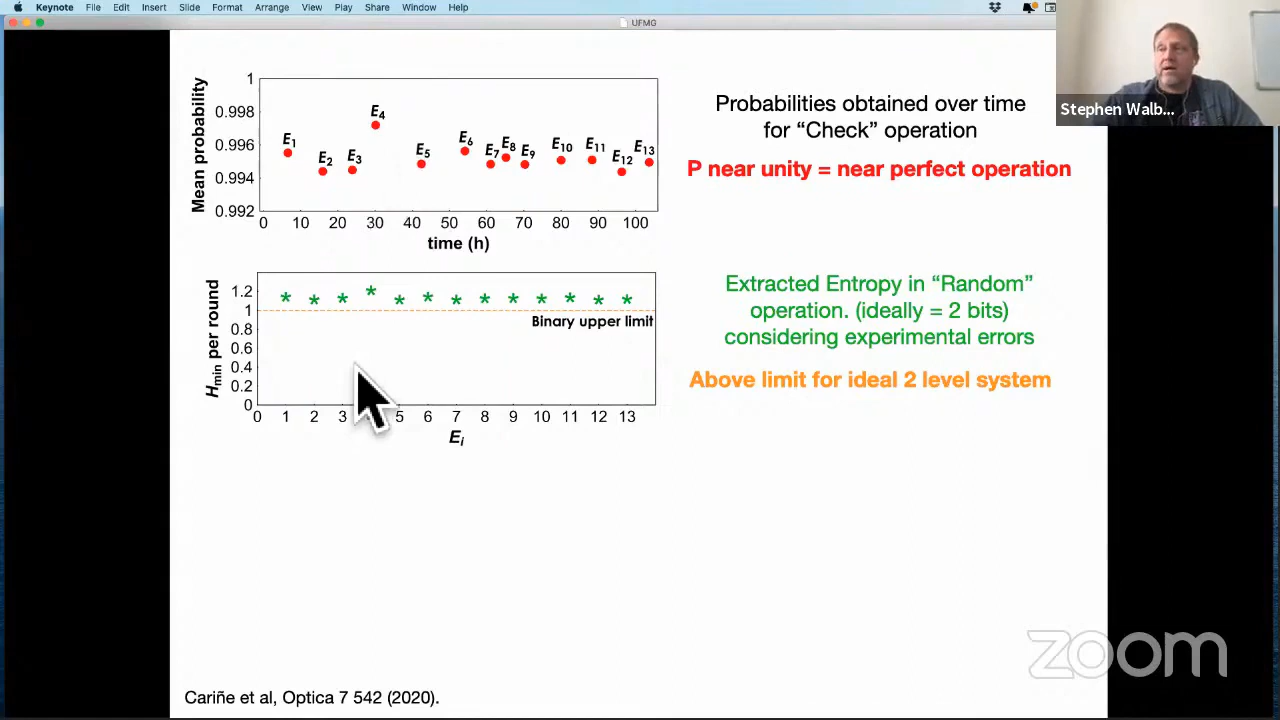 Keynote File Edit Insert Slide Format Arrange View Play Share Window Help
UFMG
Stephen Walb...
Mean probability
1
0.998
0.996
0.994
0.992
E1 E2 E3 E4 E5 E6 E7 E8 E9 E10 E11 E12 E13
0 10 20 30 40 50 60 70 80 90 100
time (h)
Probabilities obtained over time
for “Check” operation
P near unity = near perfect operation
Hmin per round
1.2
1
0.8
0.6
0.4
0.2
0
Binary upper limit
0 1 2 3 5 6 7 8 9 10 11 12 13
Ei
Extracted Entropy in “Random”
operation. (ideally = 2 bits)
considering experimental errors
Above limit for ideal 2 level system
zoom
Cariñe et al, Optica 7 542 (2020).